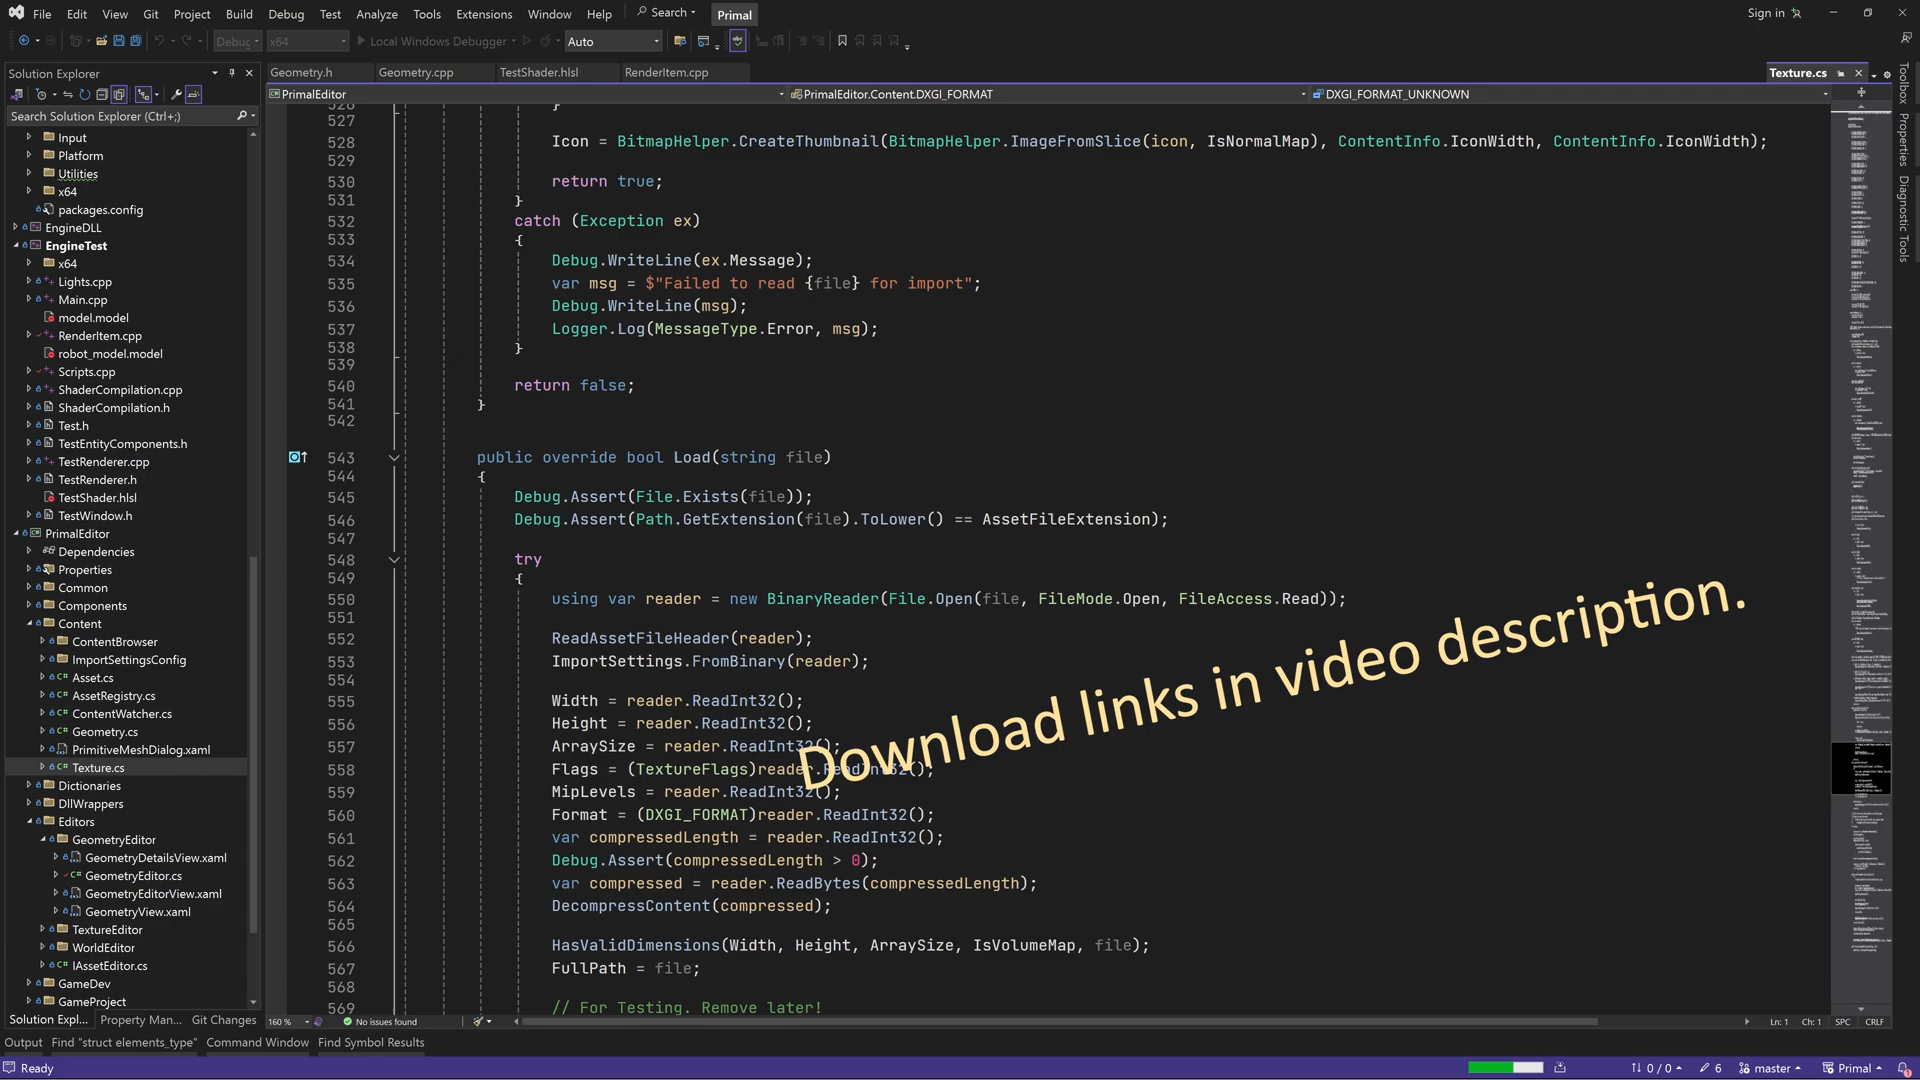 File Edit View Git Project Build Debug Test Analyze Tools Extensions Window Help Search Primal Sign in
Debug x64 Local Windows Debugger Auto
Solution Explorer
Geometry.h Geometry.cpp TestShader.hlsl RenderItem.cpp Texture.cs
PrimalEditor PrimalEditor.Content.DXGI_FORMAT DXGI_FORMAT_UNKNOWN
Search Solution Explorer (Ctrl+;)
Input
Platform
Utilities
x64
packages.config
EngineDLL
EngineTest
x64
Lights.cpp
Main.cpp
model.model
RenderItem.cpp
robot_model.model
Scripts.cpp
ShaderCompilation.cpp
ShaderCompilation.h
Test.h
TestEntityComponents.h
TestRenderer.cpp
TestRenderer.h
TestShader.hlsl
TestWindow.h
PrimalEditor
Dependencies
Properties
Common
Components
Content
ContentBrowser
ImportSettingsConfig
Asset.cs
AssetRegistry.cs
ContentWatcher.cs
Geometry.cs
PrimitiveMeshDialog.xaml
Texture.cs
Dictionaries
DllWrappers
Editors
GeometryEditor
GeometryDetailsView.xaml
GeometryEditor.cs
GeometryEditorView.xaml
GeometryView.xaml
TextureEditor
WorldEditor
IAssetEditor.cs
GameDev
GameProject
Solution Expl... Property Man... Git Changes
526 }
527
528 Icon = BitmapHelper.CreateThumbnail(BitmapHelper.ImageFromSlice(icon, IsNormalMap), ContentInfo.IconWidth, ContentInfo.IconWidth);
529
530 return true;
531 }
532 catch (Exception ex)
533 {
534 Debug.WriteLine(ex.Message);
535 var msg = $"Failed to read {file} for import";
536 Debug.WriteLine(msg);
537 Logger.Log(MessageType.Error, msg);
538 }
539
540 return false;
541 }
542
543 public override bool Load(string file)
544 {
545 Debug.Assert(File.Exists(file));
546 Debug.Assert(Path.GetExtension(file).ToLower() == AssetFileExtension);
547
548 try
549 {
550 using var reader = new BinaryReader(File.Open(file, FileMode.Open, FileAccess.Read));
551
552 ReadAssetFileHeader(reader);
553 ImportSettings.FromBinary(reader);
554
555 Width = reader.ReadInt32();
556 Height = reader.ReadInt32();
557 ArraySize = reader.ReadInt32();
558 Flags = (TextureFlags)reader.ReadInt32();
559 MipLevels = reader.ReadInt32();
560 Format = (DXGI_FORMAT)reader.ReadInt32();
561 var compressedLength = reader.ReadInt32();
562 Debug.Assert(compressedLength > 0);
563 var compressed = reader.ReadBytes(compressedLength);
564 DecompressContent(compressed);
565
566 HasValidDimensions(Width, Height, ArraySize, IsVolumeMap, file);
567 FullPath = file;
568
569 // For Testing. Remove later!
Download links in video description.
Toolbox
Properties
Diagnostic Tools
160 % No issues found Ln: 1 Ch: 1 SPC CRLF
Output Find "struct elements_type" Command Window Find Symbol Results
Ready 0 / 0 6 master Primal 1